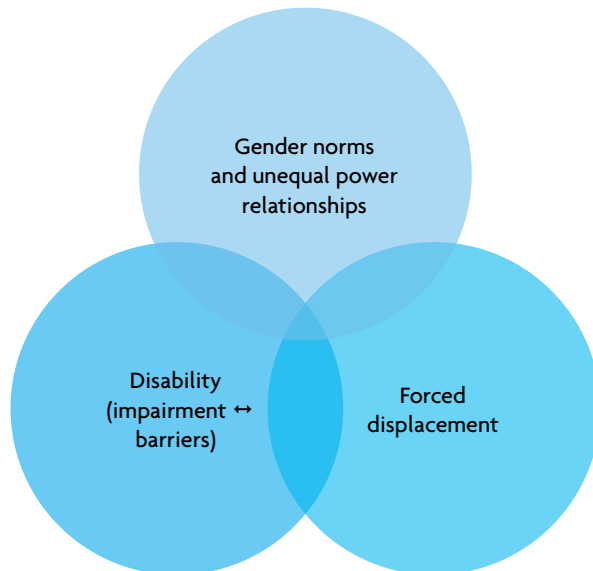 Gender norms
and unequal power
relationships
Disability
(impairment ↔
barriers)
Forced
displacement